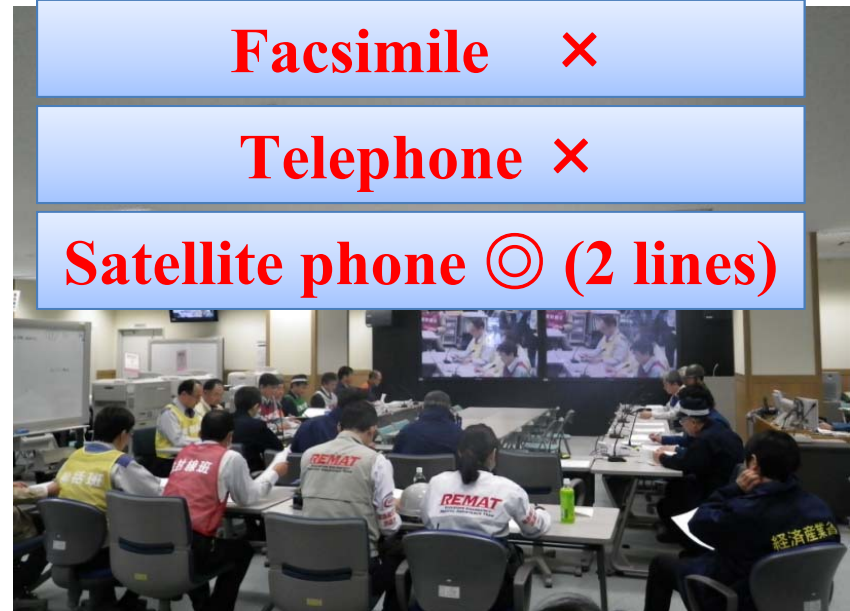 Facsimile ×
Telephone ×
Satellite phone ◎ (2 lines)
REMAT
REMAT
経済産業省